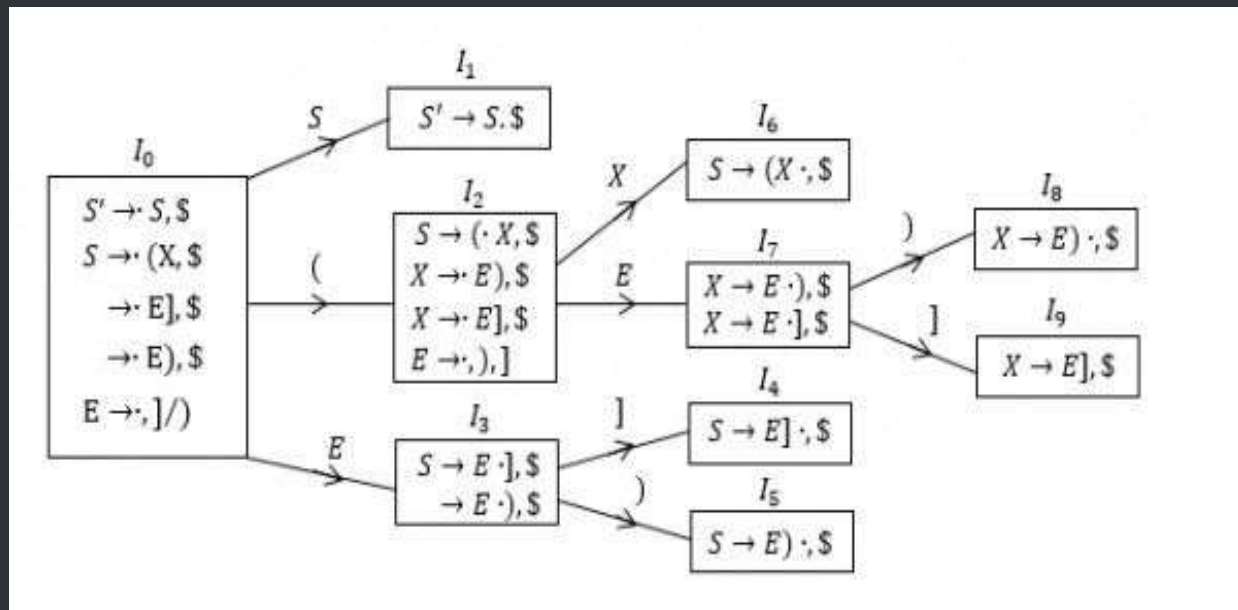 I₀
S' →· S, $
S →· (X, $
→· E], $
→· E), $
E →·, ]/)
S
(
E
I₁
S' → S. $
I₂
S → (· X, $
X →· E), $
X →· E], $
E →·, ), ]
I₃
S → E ·], $
→ E ·), $
X
E
]
)
I₆
S → (X ·, $
I₇
X → E ·), $
X → E ·], $
I₄
S → E] ·, $
I₅
S → E) ·, $
)
]
I₈
X → E) ·, $
I₉
X → E], $